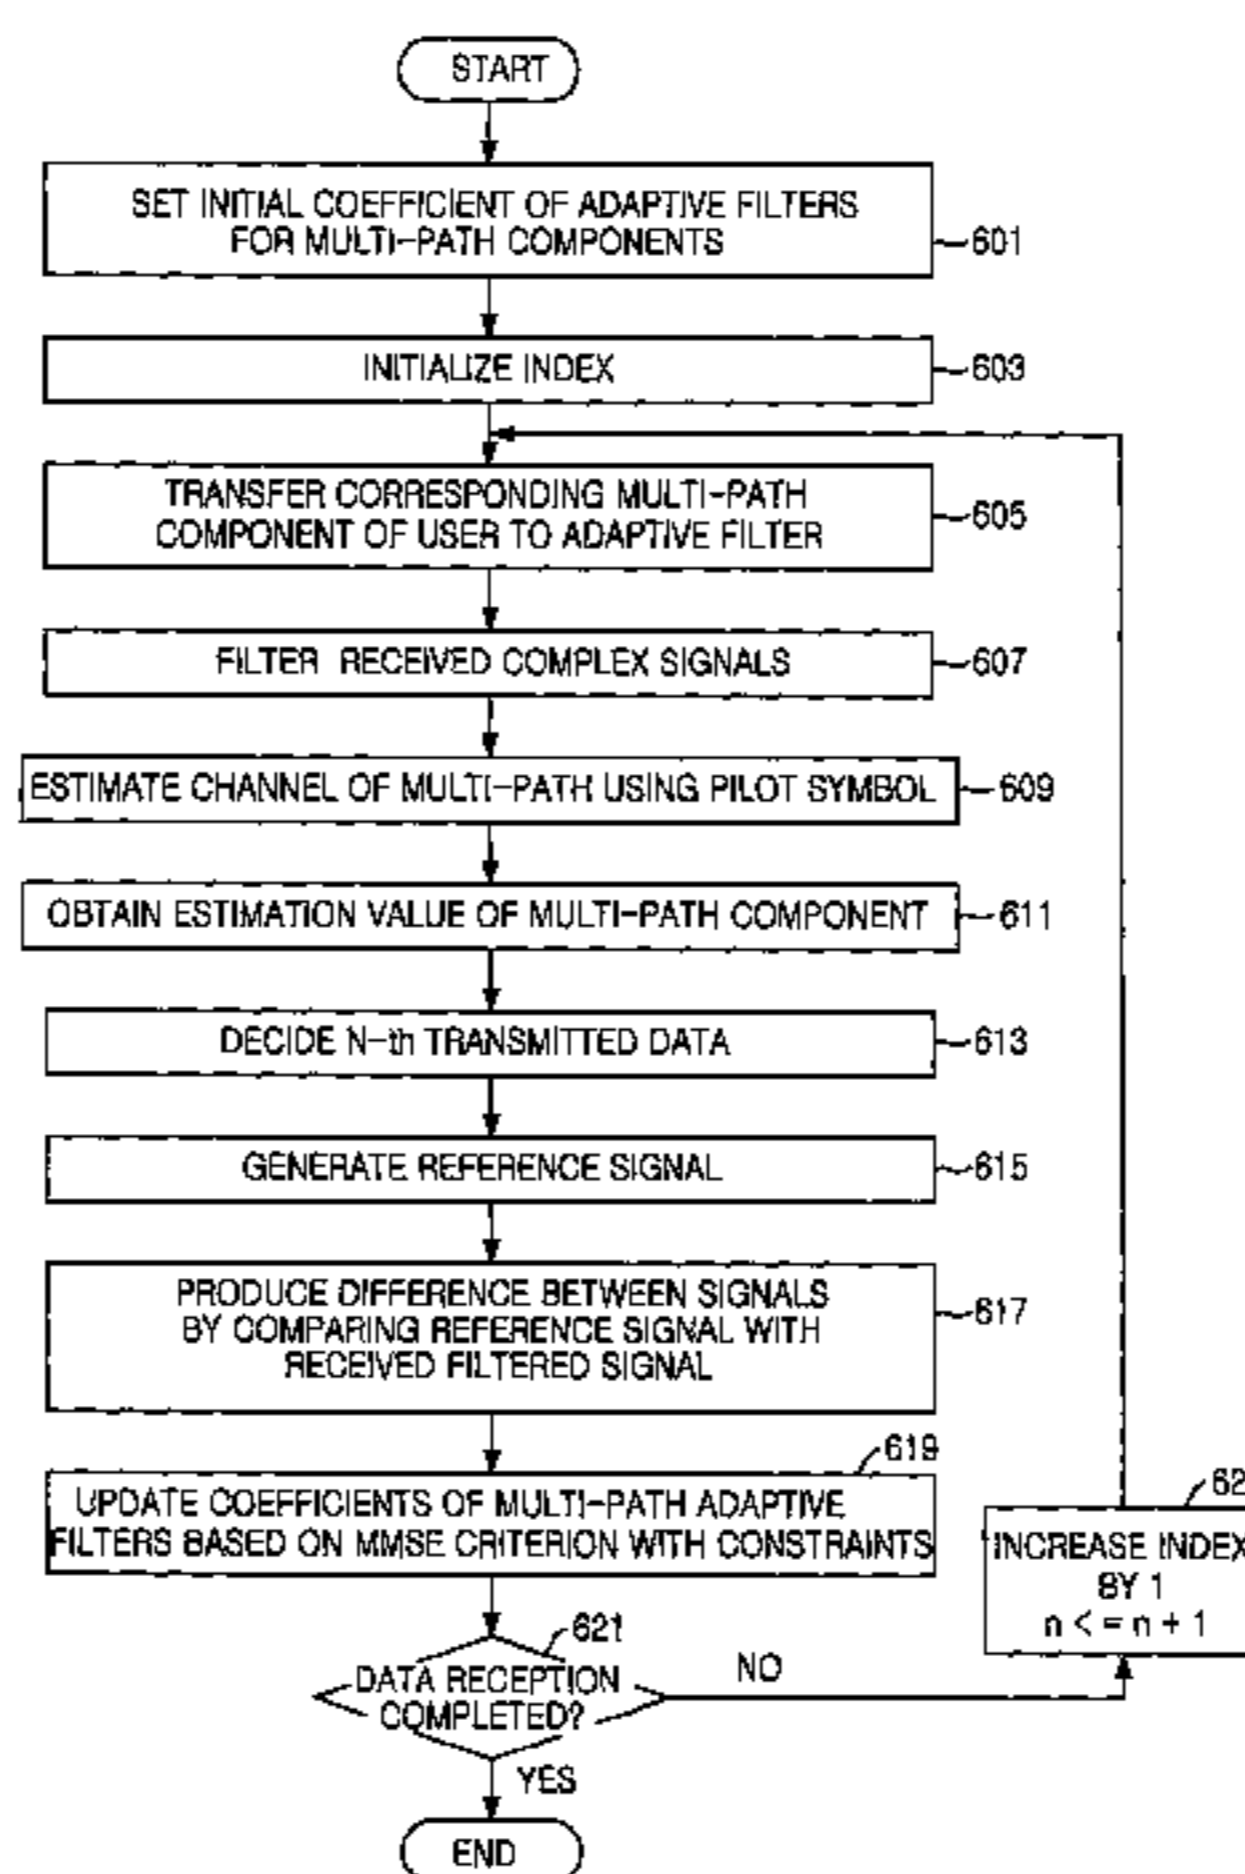 START
SET INITIAL COEFFICIENT OF ADAPTIVE FILTERS
FOR MULTI-PATH COMPONENTS
601
INITIALIZE INDEX
603
TRANSFER CORRESPONDING MULTI-PATH
COMPONENT OF USER TO ADAPTIVE FILTER
605
FILTER RECEIVED COMPLEX SIGNALS
607
ESTIMATE CHANNEL OF MULTI-PATH USING PILOT SYMBOL
609
OBTAIN ESTIMATION VALUE OF MULTI-PATH COMPONENT
611
DECIDE N-th TRANSMITTED DATA
613
GENERATE REFERENCE SIGNAL
615
PRODUCE DIFFERENCE BETWEEN SIGNALS
BY COMPARING REFERENCE SIGNAL WITH
RECEIVED FILTERED SIGNAL
617
619
UPDATE COEFFICIENTS OF MULTI-PATH ADAPTIVE
FILTERS BASED ON MMSE CRITERION WITH CONSTRAINTS
621
DATA RECEPTION
COMPLETED?
NO
INCREASE INDEX
BY 1
n < = n + 1
YES
END